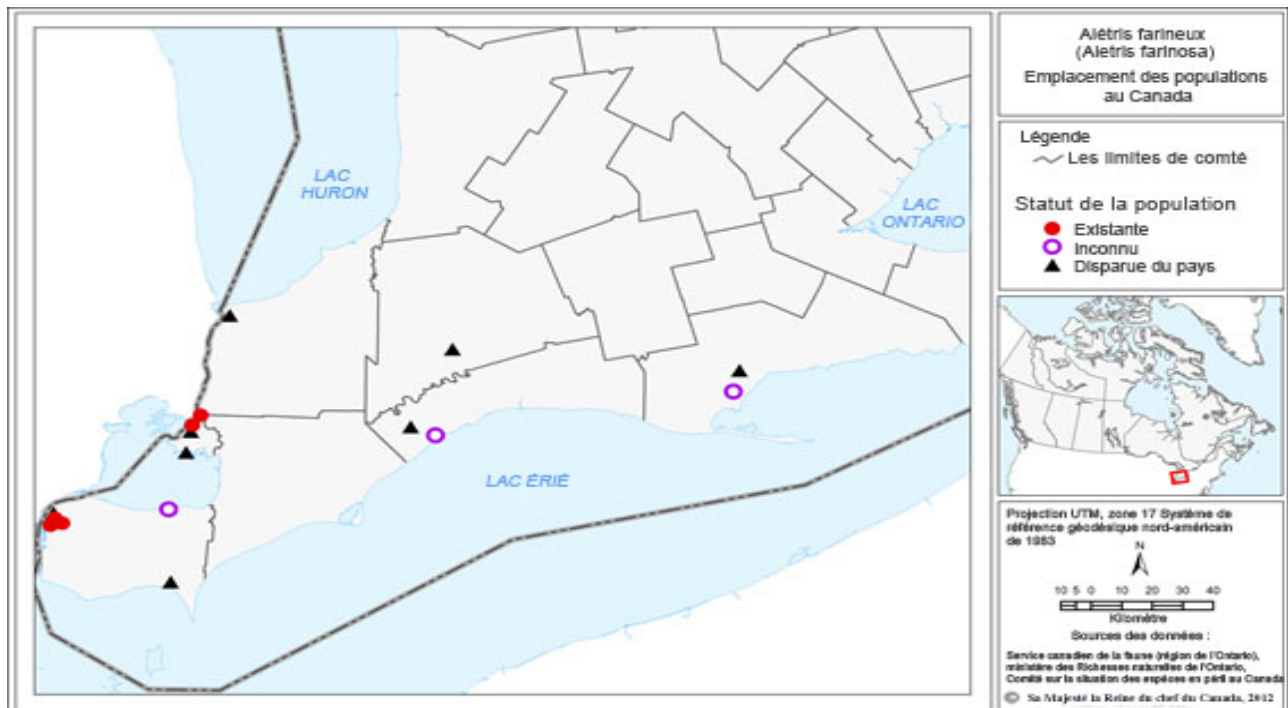 Alétris farineux
(Aletris farinosa)
Emplacement des populations
au Canada
Légende
Les limites de comté
Statut de la population
Existante
Inconnu
Disparue du pays
LAC
HURON
LAC
ONTARIO
LAC ÉRIÉ
Projection UTM, zone 17 Système de
référence géodésique nord-américain
de 1983
N
10 5 0 10 20 30 40
Kilomètre
Sources des données :
Service canadien de la faune (région de l'Ontario),
ministère des Richesses naturelles de l'Ontario,
Comité sur la situation des espèces en péril au Canada
© Sa Majesté la Reine du chef du Canada, 2012